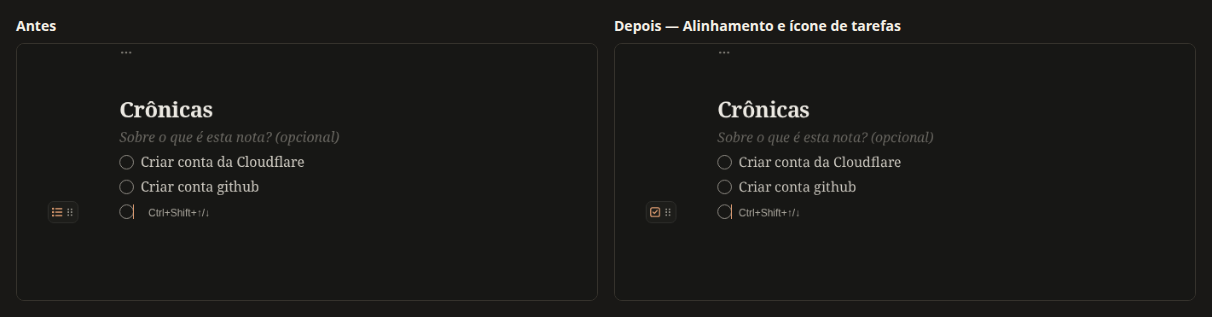 Antes
...
Crônicas
Sobre o que é esta nota? (opcional)
Criar conta da Cloudflare
Criar conta github
Ctrl+Shift+↑/↓
Depois — Alinhamento e ícone de tarefas
...
Crônicas
Sobre o que é esta nota? (opcional)
Criar conta da Cloudflare
Criar conta github
Ctrl+Shift+↑/↓